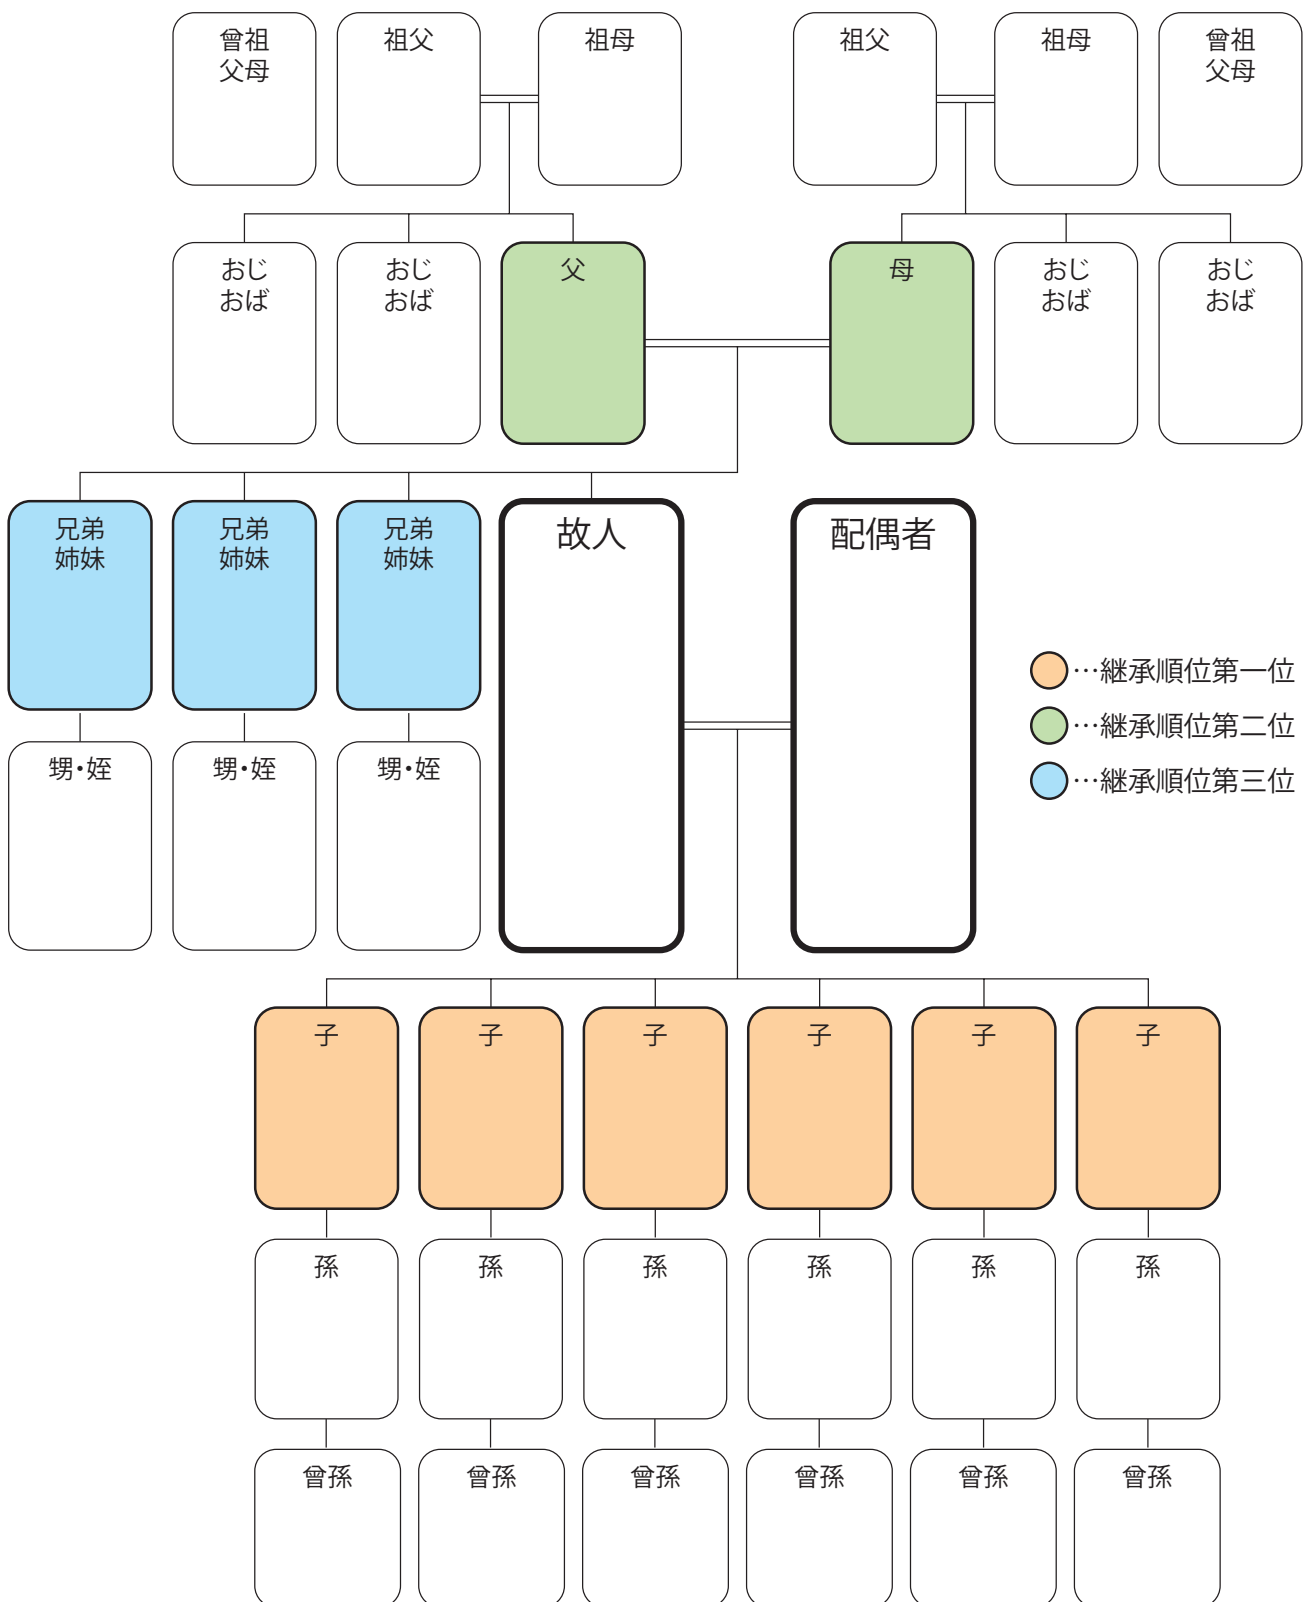 曾祖
父母
祖父
祖母
祖父
祖母
曾祖
父母
おじ
おば
おじ
おば
父
母
おじ
おば
おじ
おば
兄弟
姉妹
兄弟
姉妹
兄弟
姉妹
故人
配偶者
…継承順位第一位
…継承順位第二位
…継承順位第三位
甥・姪
甥・姪
甥・姪
子
子
子
子
子
子
孫
孫
孫
孫
孫
孫
曾孫
曾孫
曾孫
曾孫
曾孫
曾孫